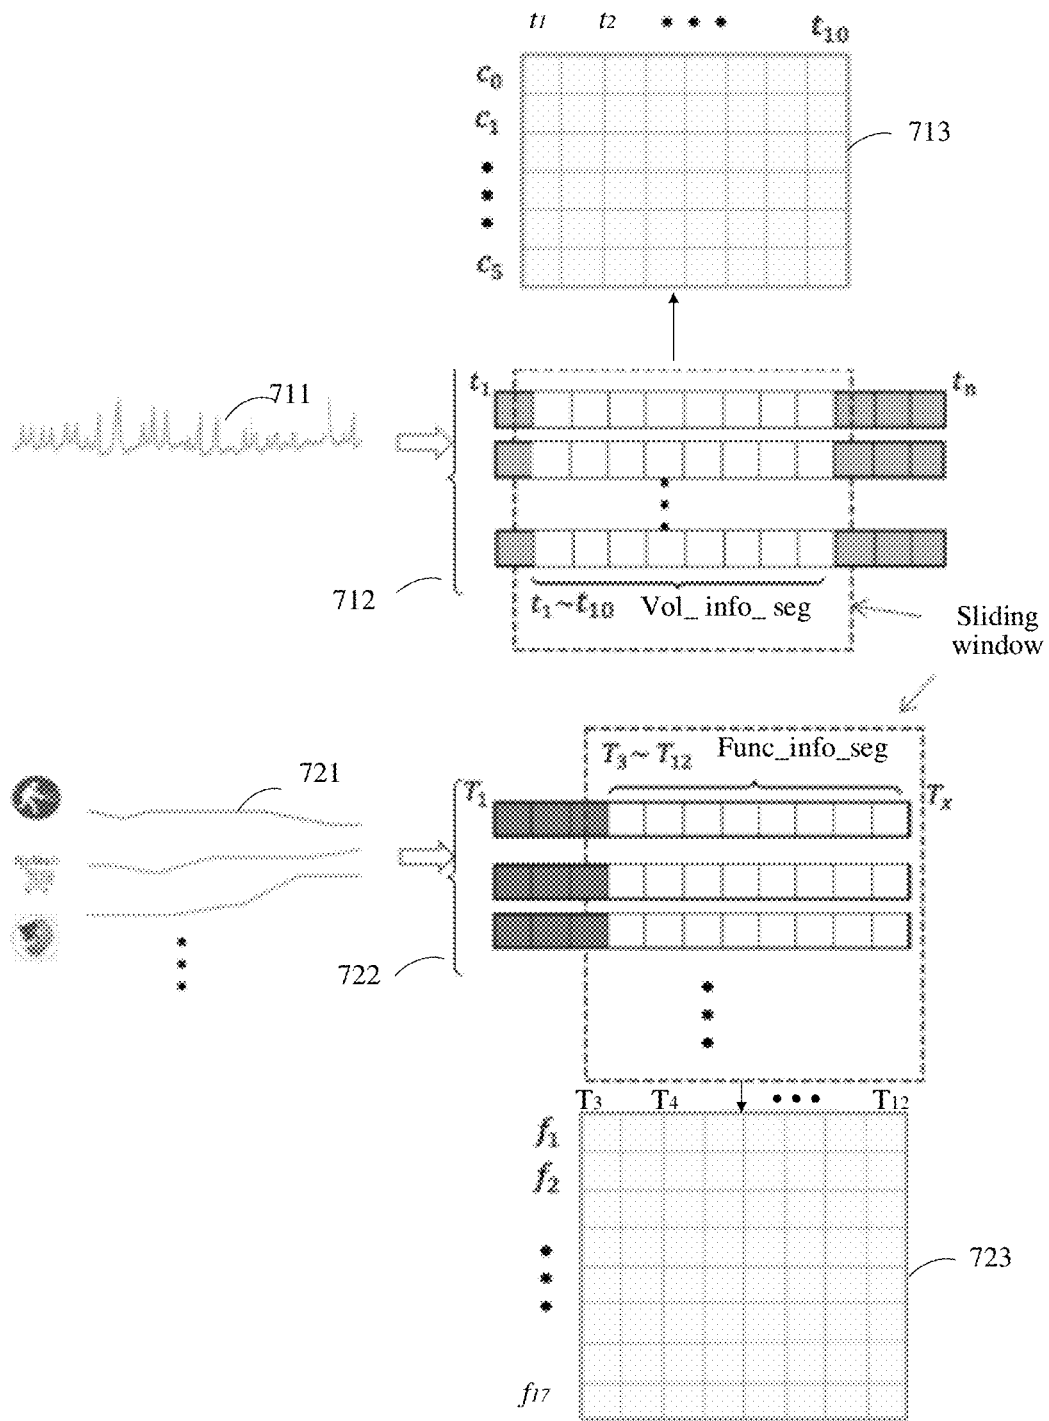 t1 t2 ••• t10
c0
c1
713
c5
711
t1 tn
712
t1~t10 Vol_ info_ seg
Sliding
window
T3~T12 Func_info_seg
721
T1 Tx
722
T3 T4 ••• T12
f1
f2
723
f17